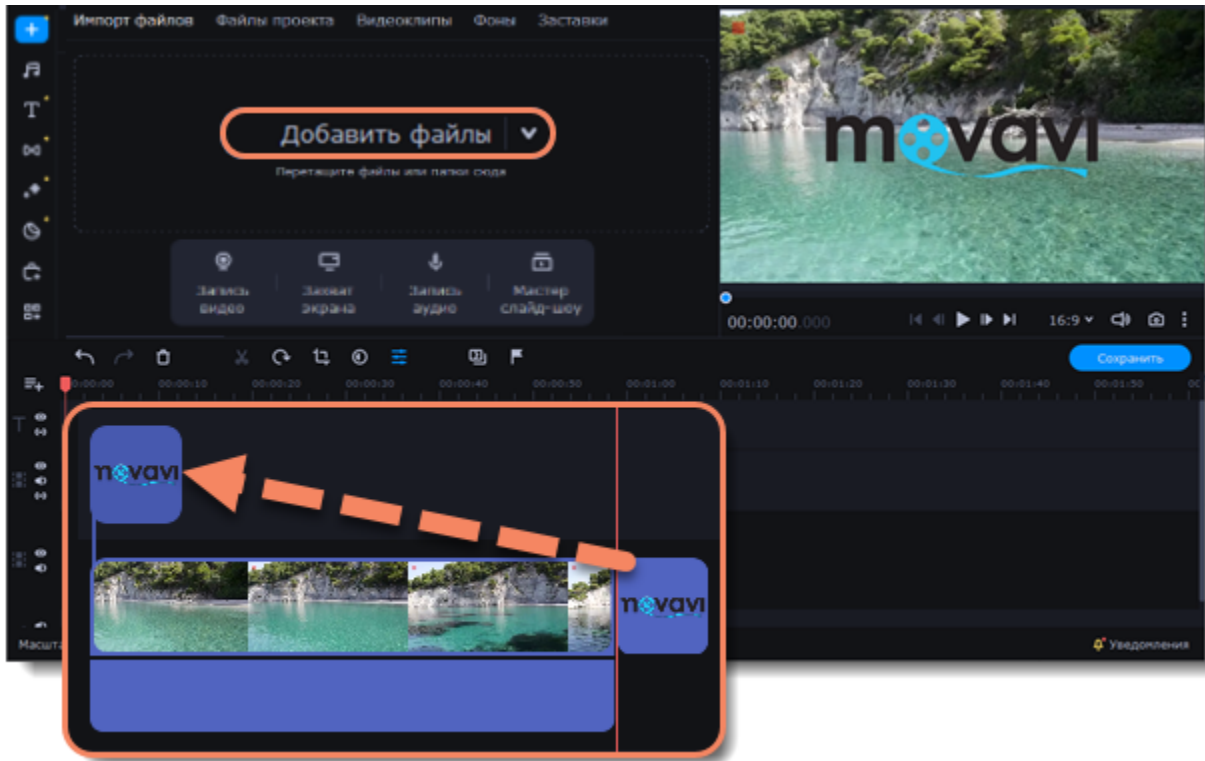 Импорт файлов Файлы проекта Видеоклипы Фоны Заставки
Добавить файлы
Перетащите файлы или папки сюда
Запись видео
Захват экрана
Запись аудио
Мастер слайд-шоу
movavi
00:00:00.000
16:9
Сохранить
0:00:00 00:00:10 00:00:20 00:00:30 00:00:40 00:00:50 00:01:00 00:01:10 00:01:20 00:01:30 00:01:40 00:01:50
movavi
movavi
Уведомления